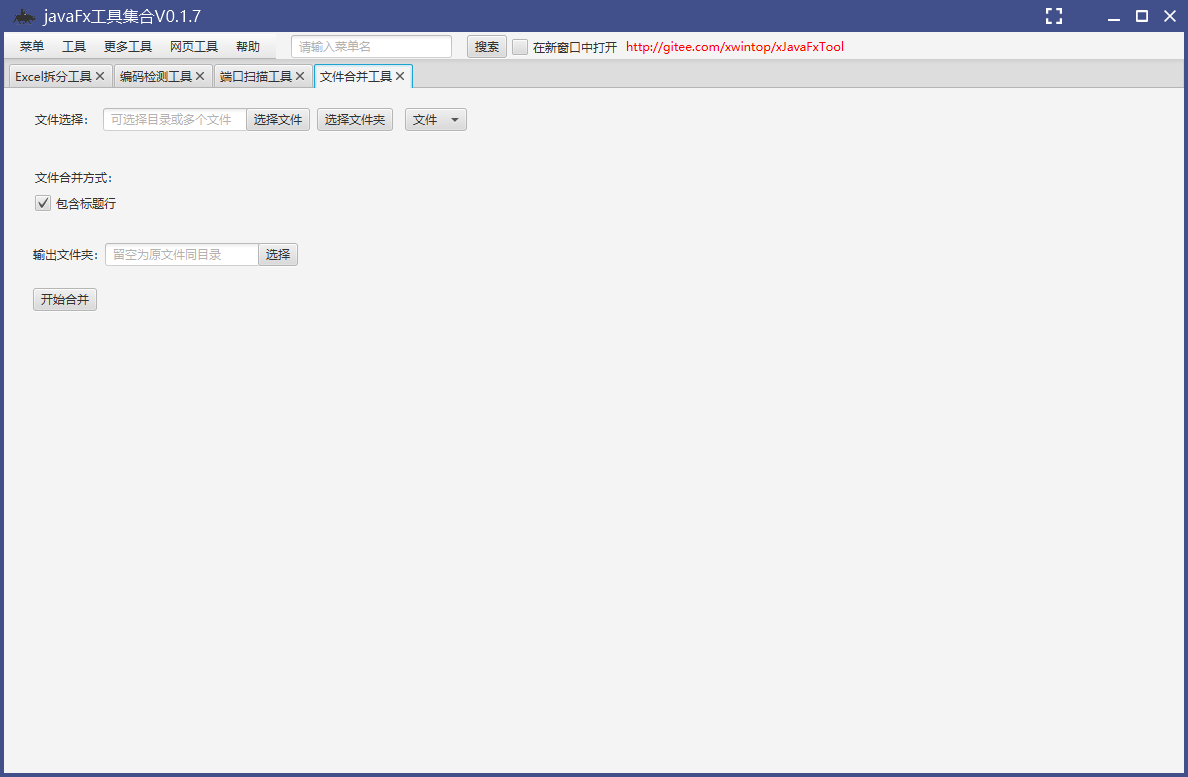 javaFx工具集合V0.1.7
菜单 工具 更多工具 网页工具 帮助 请输入菜单名 搜索 在新窗口中打开 http://gitee.com/xwintop/xJavaFxTool
Excel拆分工具 编码检测工具 端口扫描工具 文件合并工具
文件选择: 可选择目录或多个文件 选择文件 选择文件夹 文件
文件合并方式:
包含标题行
输出文件夹: 留空为原文件同目录 选择
开始合并